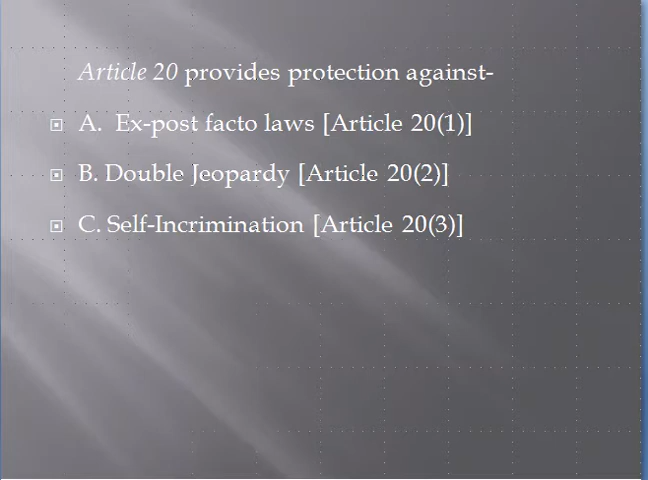 Article 20 provides protection against-
A. Ex-post facto laws [Article 20(1)]
B. Double Jeopardy [Article 20(2)]
C. Self-Incrimination [Article 20(3)]